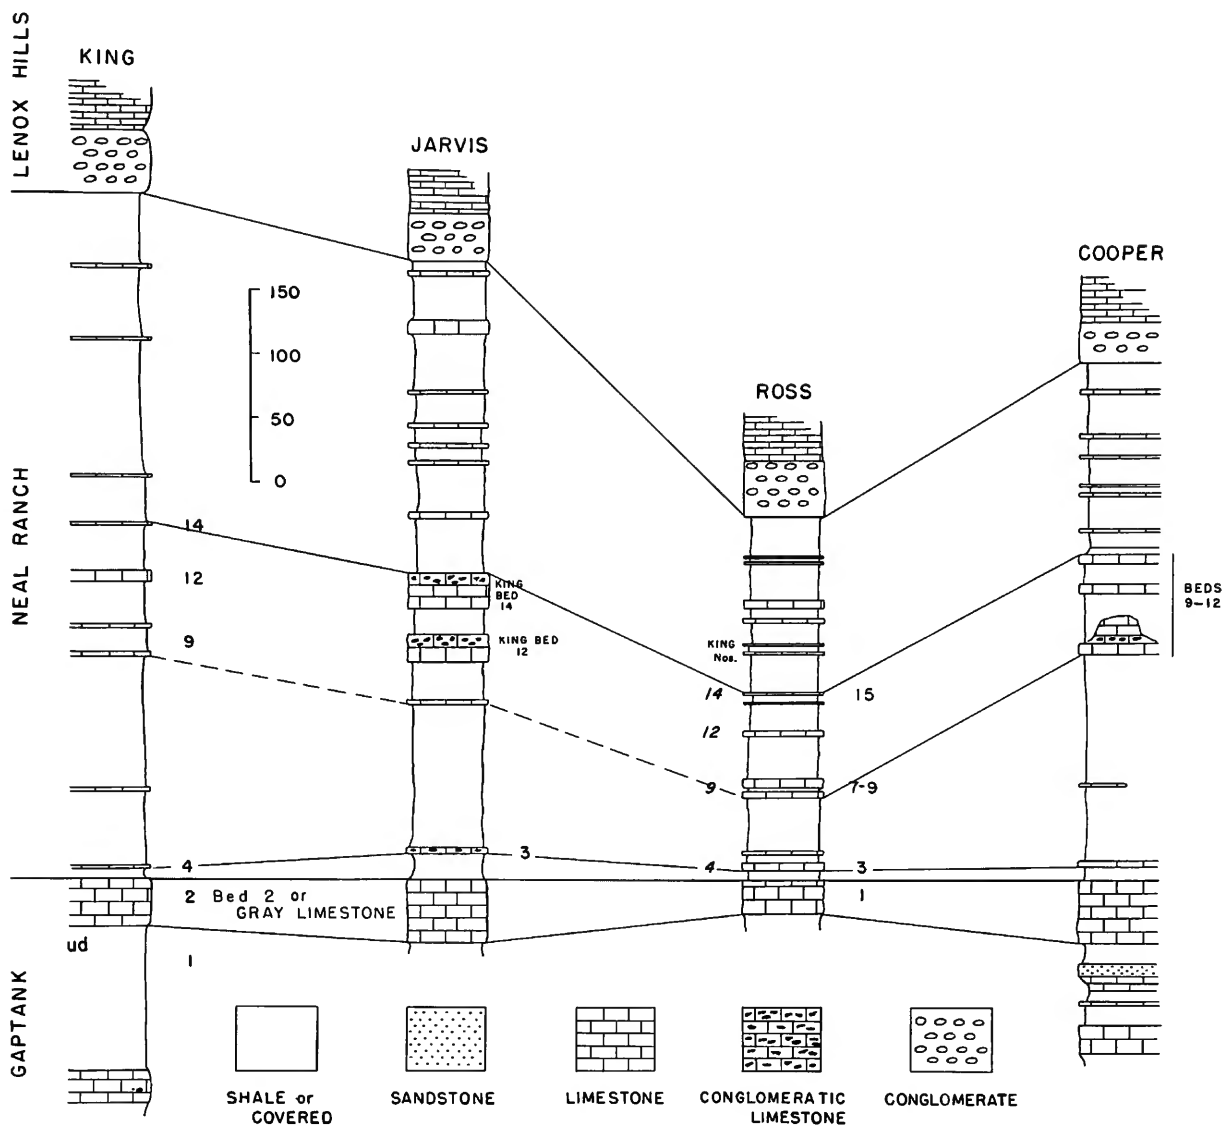 LENOX HILLS
NEAL RANCH
GAPTANK
KING
JARVIS
ROSS
COOPER
150
100
50
0
14
12
9
4
2 Bed 2 or
GRAY LIMESTONE
ud
1
KING
BED
14
KING BED
12
3
KING
Nos.
14
12
9
4
15
7-9
3
1
BEDS
9-12
SHALE or
COVERED
SANDSTONE
LIMESTONE
CONGLOMERATIC
LIMESTONE
CONGLOMERATE